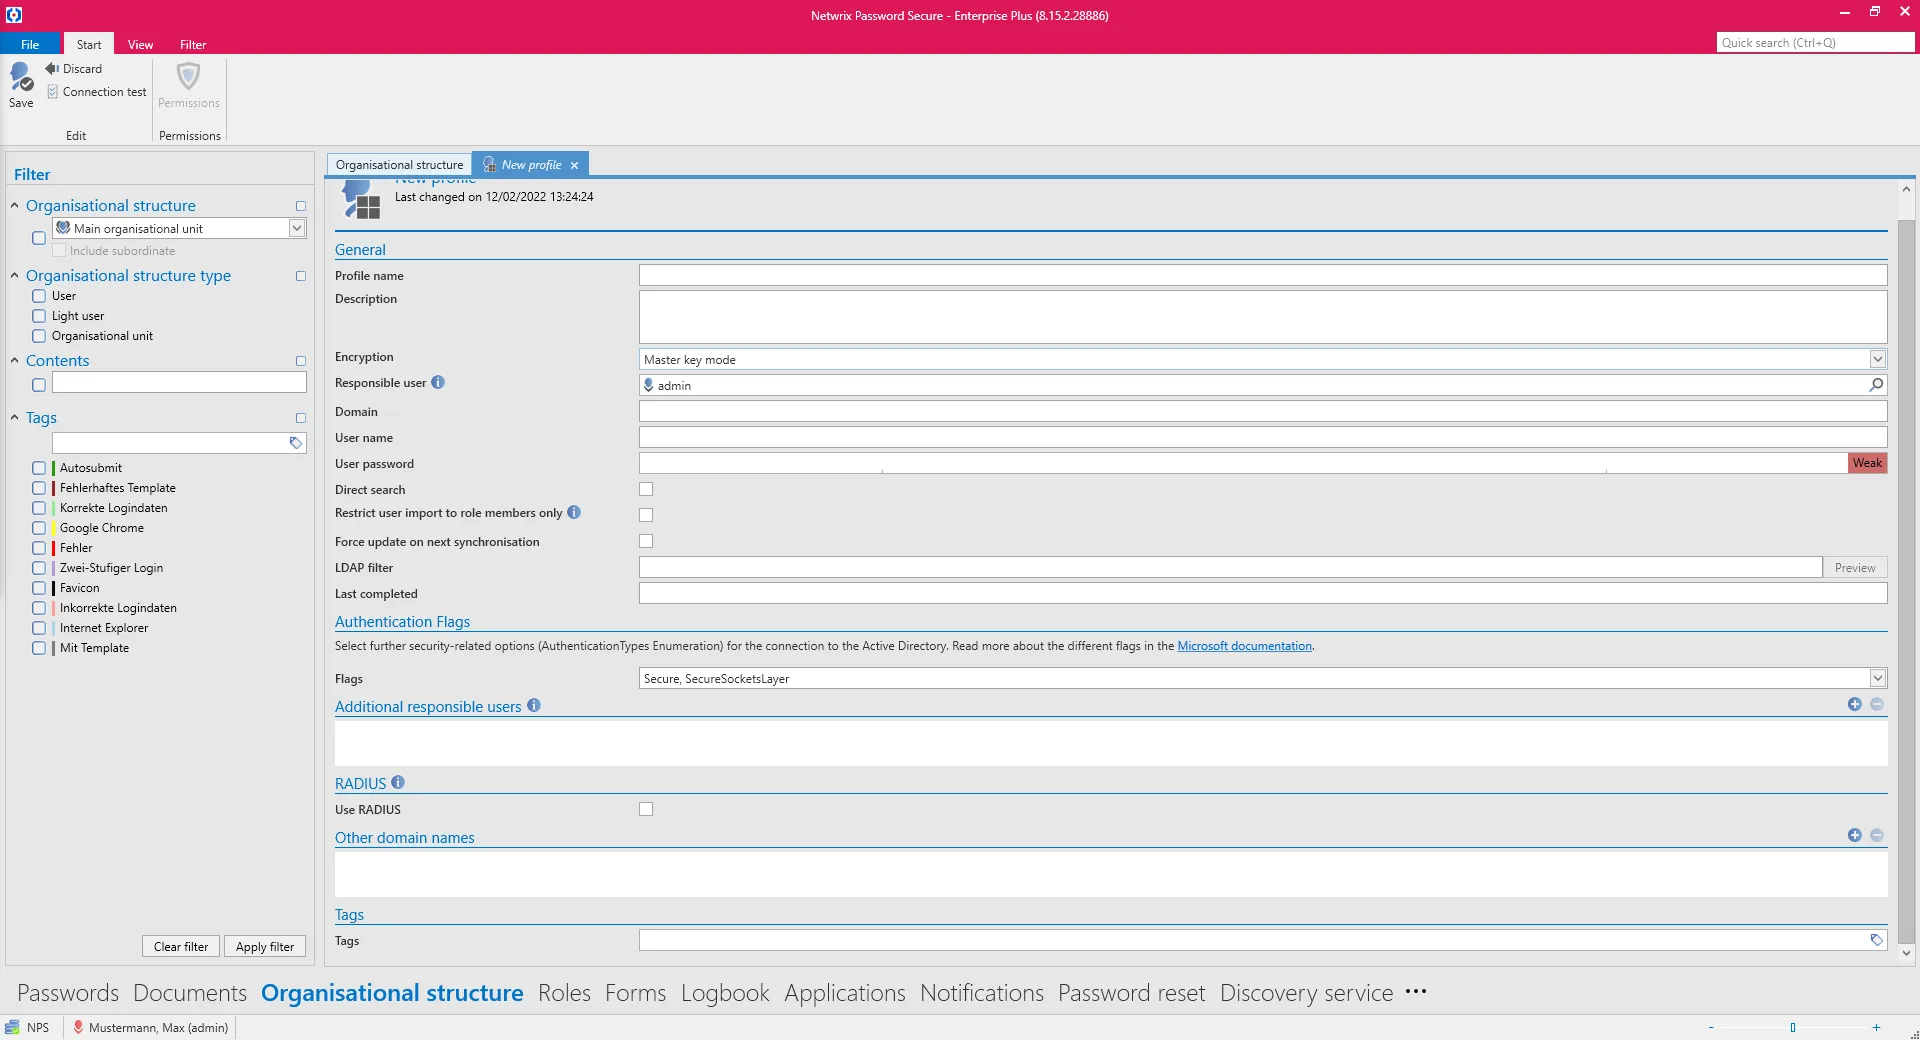 Netwrix Password Secure - Enterprise Plus (8.15.2.28886)
File Start View Filter
Quick search (Ctrl+Q)
Save
Discard
Connection test
Edit
Permissions
Permissions
Filter
Organisational structure
Main organisational unit
Include subordinate
Organisational structure type
User
Light user
Organisational unit
Contents
Tags
Autosubmit
Fehlerhaftes Template
Korrekte Logindaten
Google Chrome
Fehler
Zwei-Stufiger Login
Favicon
Inkorrekte Logindaten
Internet Explorer
Mit Template
Clear filter Apply filter
Organisational structure New profile
New profile
Last changed on 12/02/2022 13:24:24
General
Profile name
Description
Encryption Master key mode
Responsible user admin
Domain
User name
User password Weak
Direct search
Restrict user import to role members only
Force update on next synchronisation
LDAP filter Preview
Last completed
Authentication Flags
Select further security-related options (AuthenticationTypes Enumeration) for the connection to the Active Directory. Read more about the different flags in the Microsoft documentation.
Flags Secure, SecureSocketsLayer
Additional responsible users
RADIUS
Use RADIUS
Other domain names
Tags
Tags
Passwords Documents Organisational structure Roles Forms Logbook Applications Notifications Password reset Discovery service •••
NPS Mustermann, Max (admin)